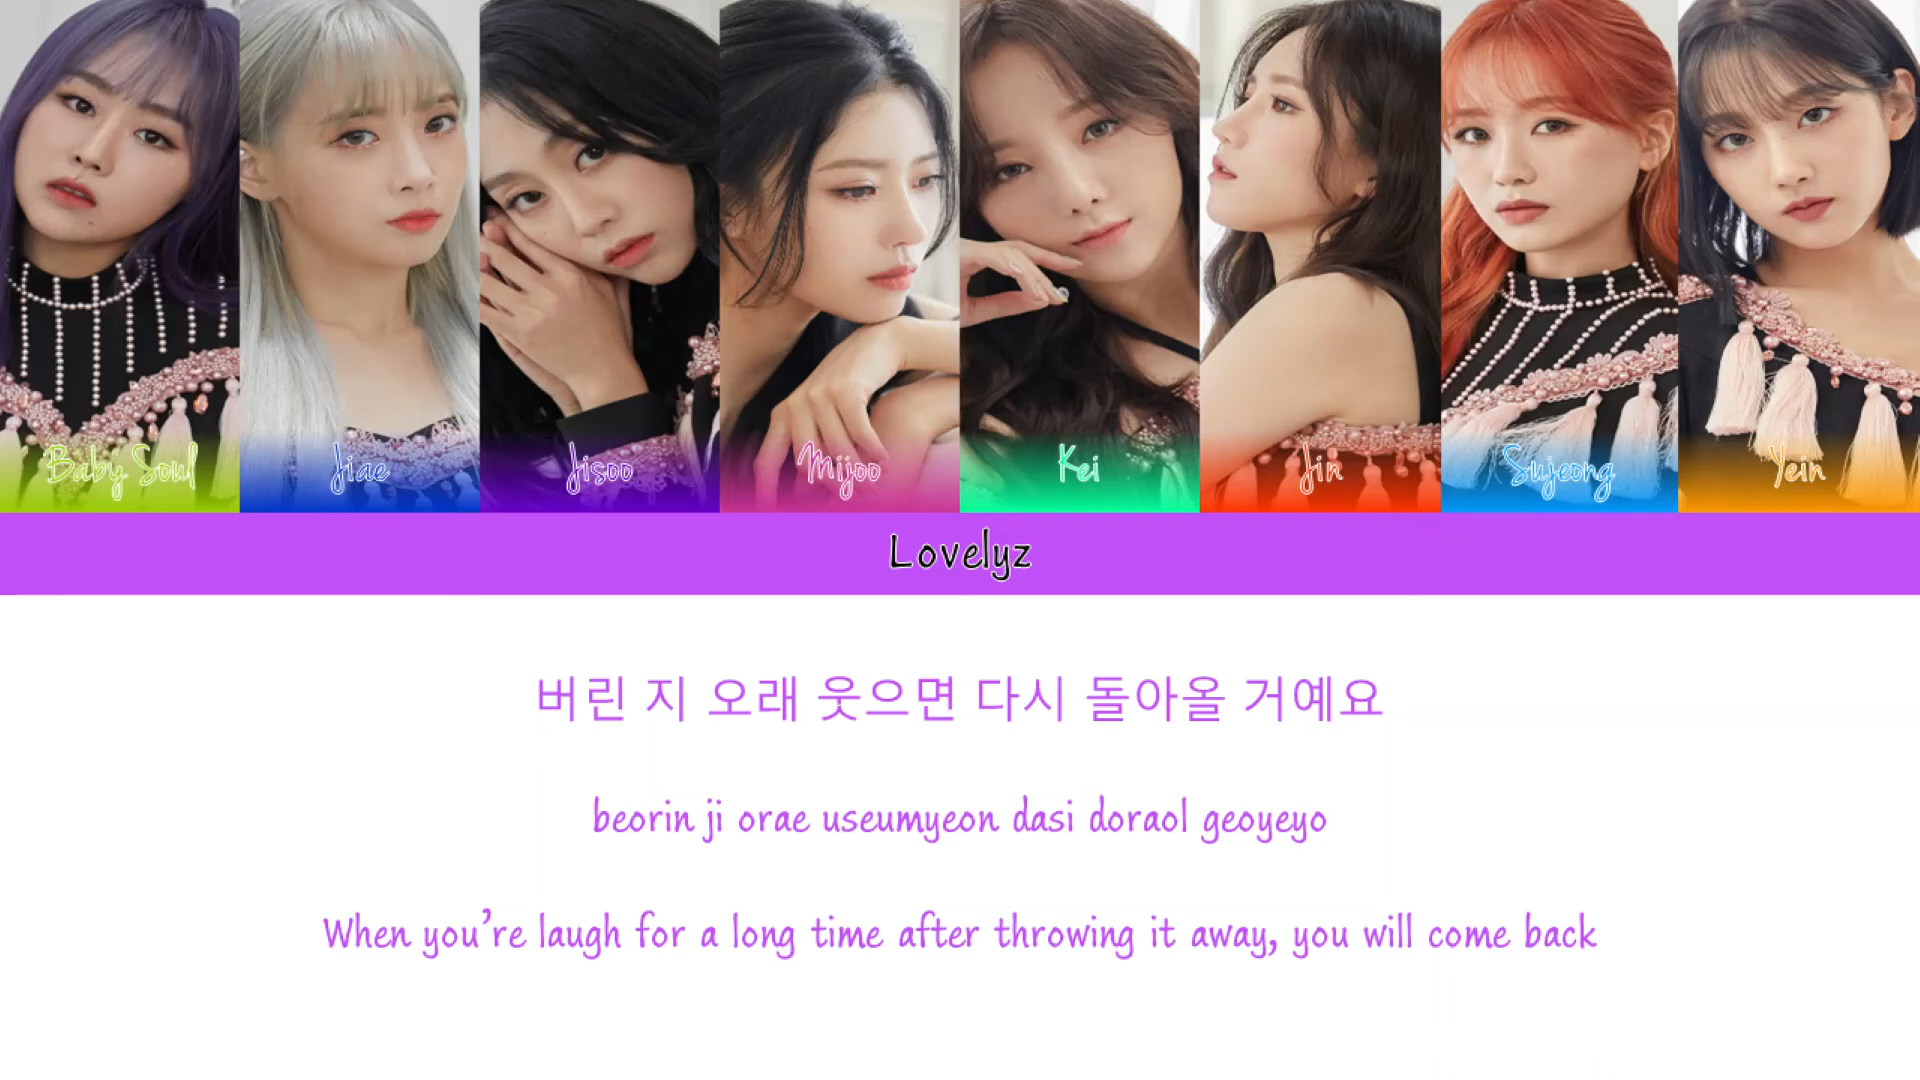 Baby Soul
Jiae
Jisoo
Mijoo
Kei
Jin
Sujeong
Yein
Lovelyz
버린 지 오래 웃으면 다시 돌아올 거예요
beorin ji orae useumyeon dasi doraol geoyeyo
When you’re laugh for a long time after throwing it away, you will come back